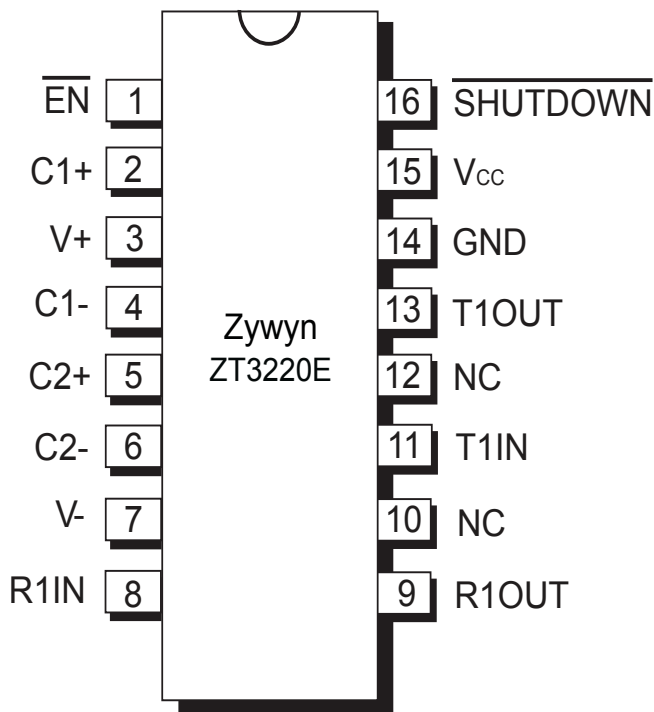 EN 1 16 SHUTDOWN
C1+ 2 15 Vcc
V+ 3 14 GND
C1- 4 13 T1OUT
Zywyn
ZT3220E
C2+ 5 12 NC
C2- 6 11 T1IN
V- 7 10 NC
R1IN 8 9 R1OUT